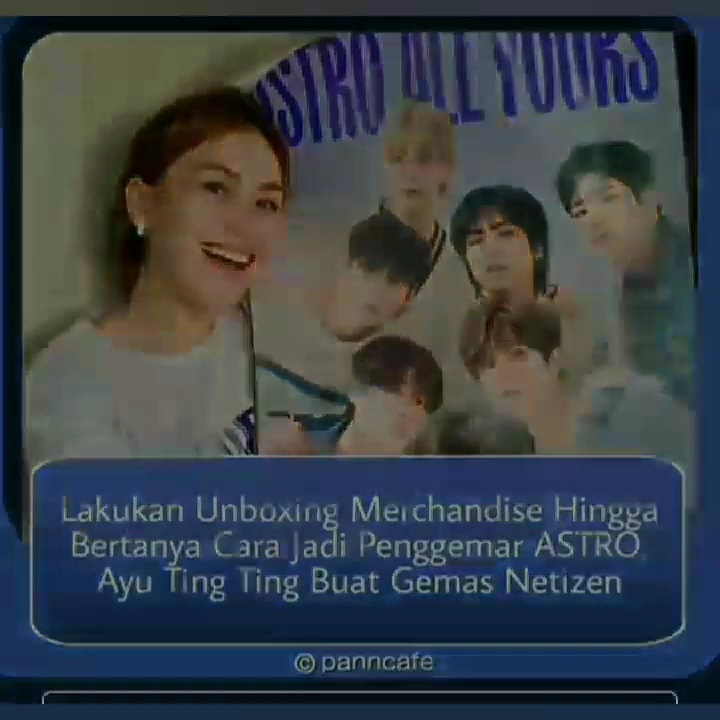 ASTRO ALL YOURS
Lakukan Unboxing Merchandise Hingga
Bertanya Cara Jadi Penggemar ASTRO,
Ayu Ting Ting Buat Gemas Netizen
© panncafe